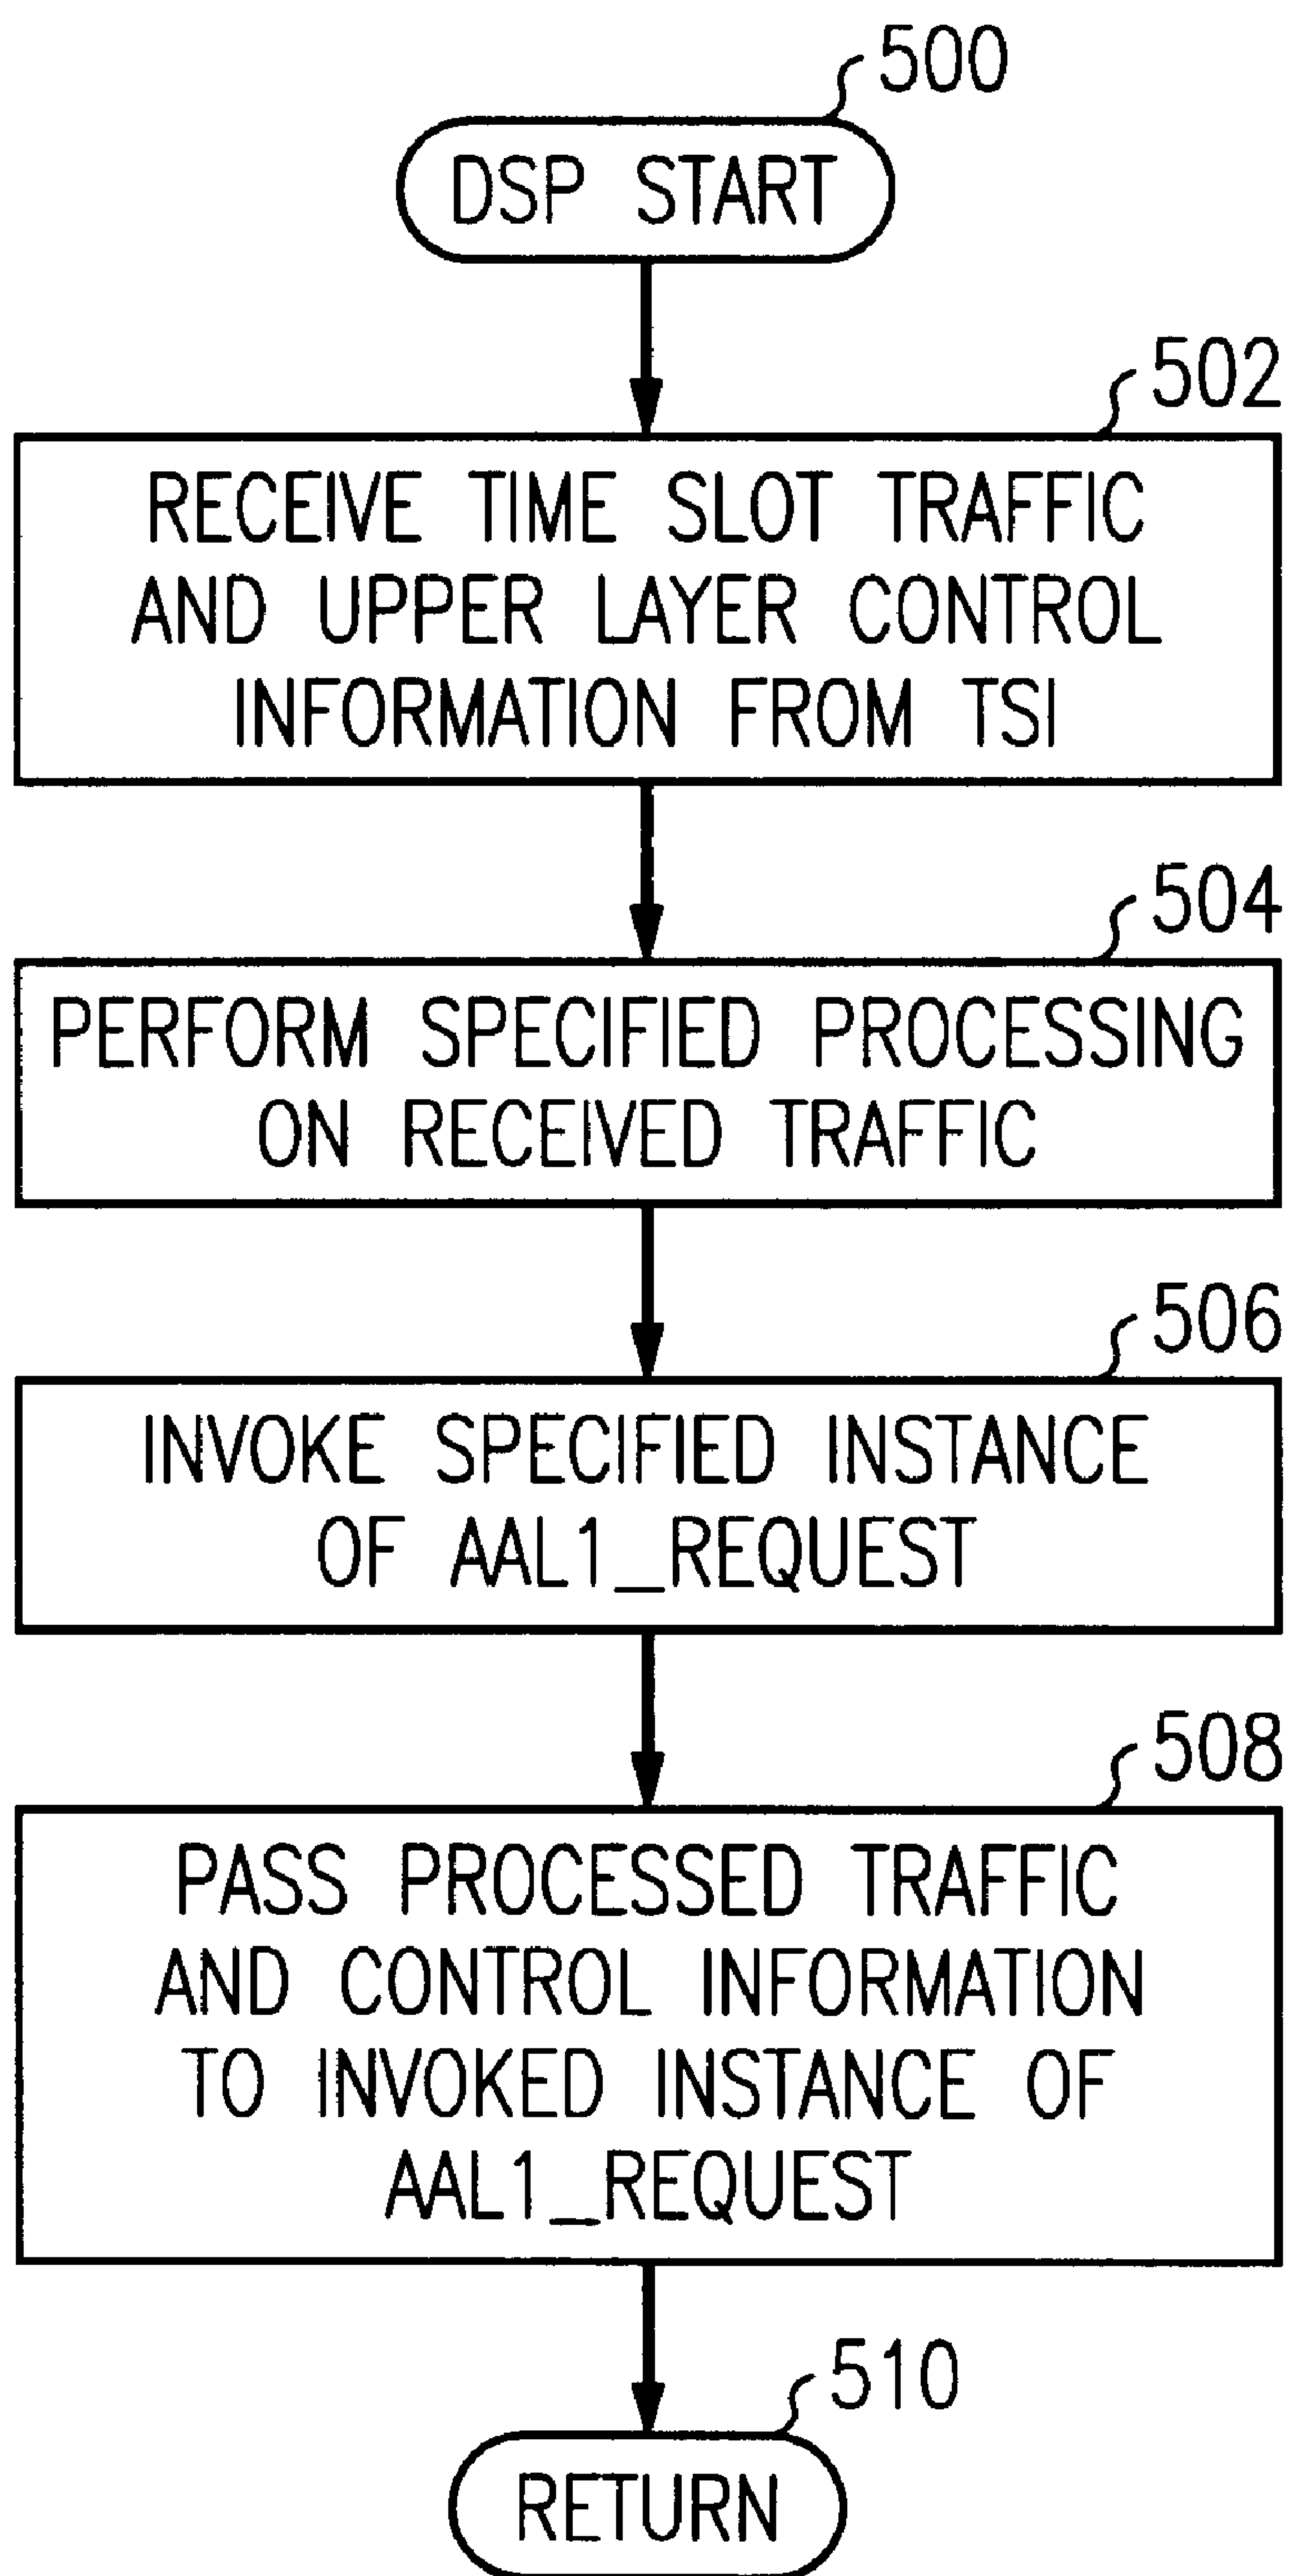 500
DSP START
502
RECEIVE TIME SLOT TRAFFIC
AND UPPER LAYER CONTROL
INFORMATION FROM TSI
504
PERFORM SPECIFIED PROCESSING
ON RECEIVED TRAFFIC
506
INVOKE SPECIFIED INSTANCE
OF AAL1_REQUEST
508
PASS PROCESSED TRAFFIC
AND CONTROL INFORMATION
TO INVOKED INSTANCE OF
AAL1_REQUEST
510
RETURN